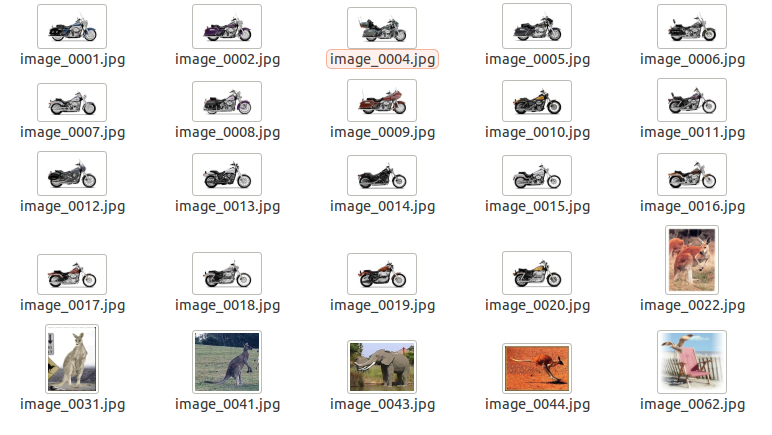 image_0001.jpg image_0002.jpg image_0004.jpg image_0005.jpg image_0006.jpg
image_0007.jpg image_0008.jpg image_0009.jpg image_0010.jpg image_0011.jpg
image_0012.jpg image_0013.jpg image_0014.jpg image_0015.jpg image_0016.jpg
image_0017.jpg image_0018.jpg image_0019.jpg image_0020.jpg image_0022.jpg
image_0031.jpg image_0041.jpg image_0043.jpg image_0044.jpg image_0062.jpg